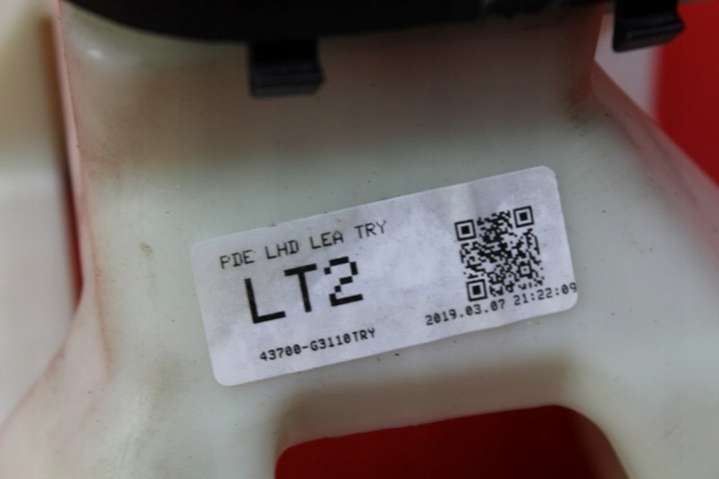 PDE LHD LEA TRY
LT2
43700-G3110TRY
2019.03.07 21:22:09